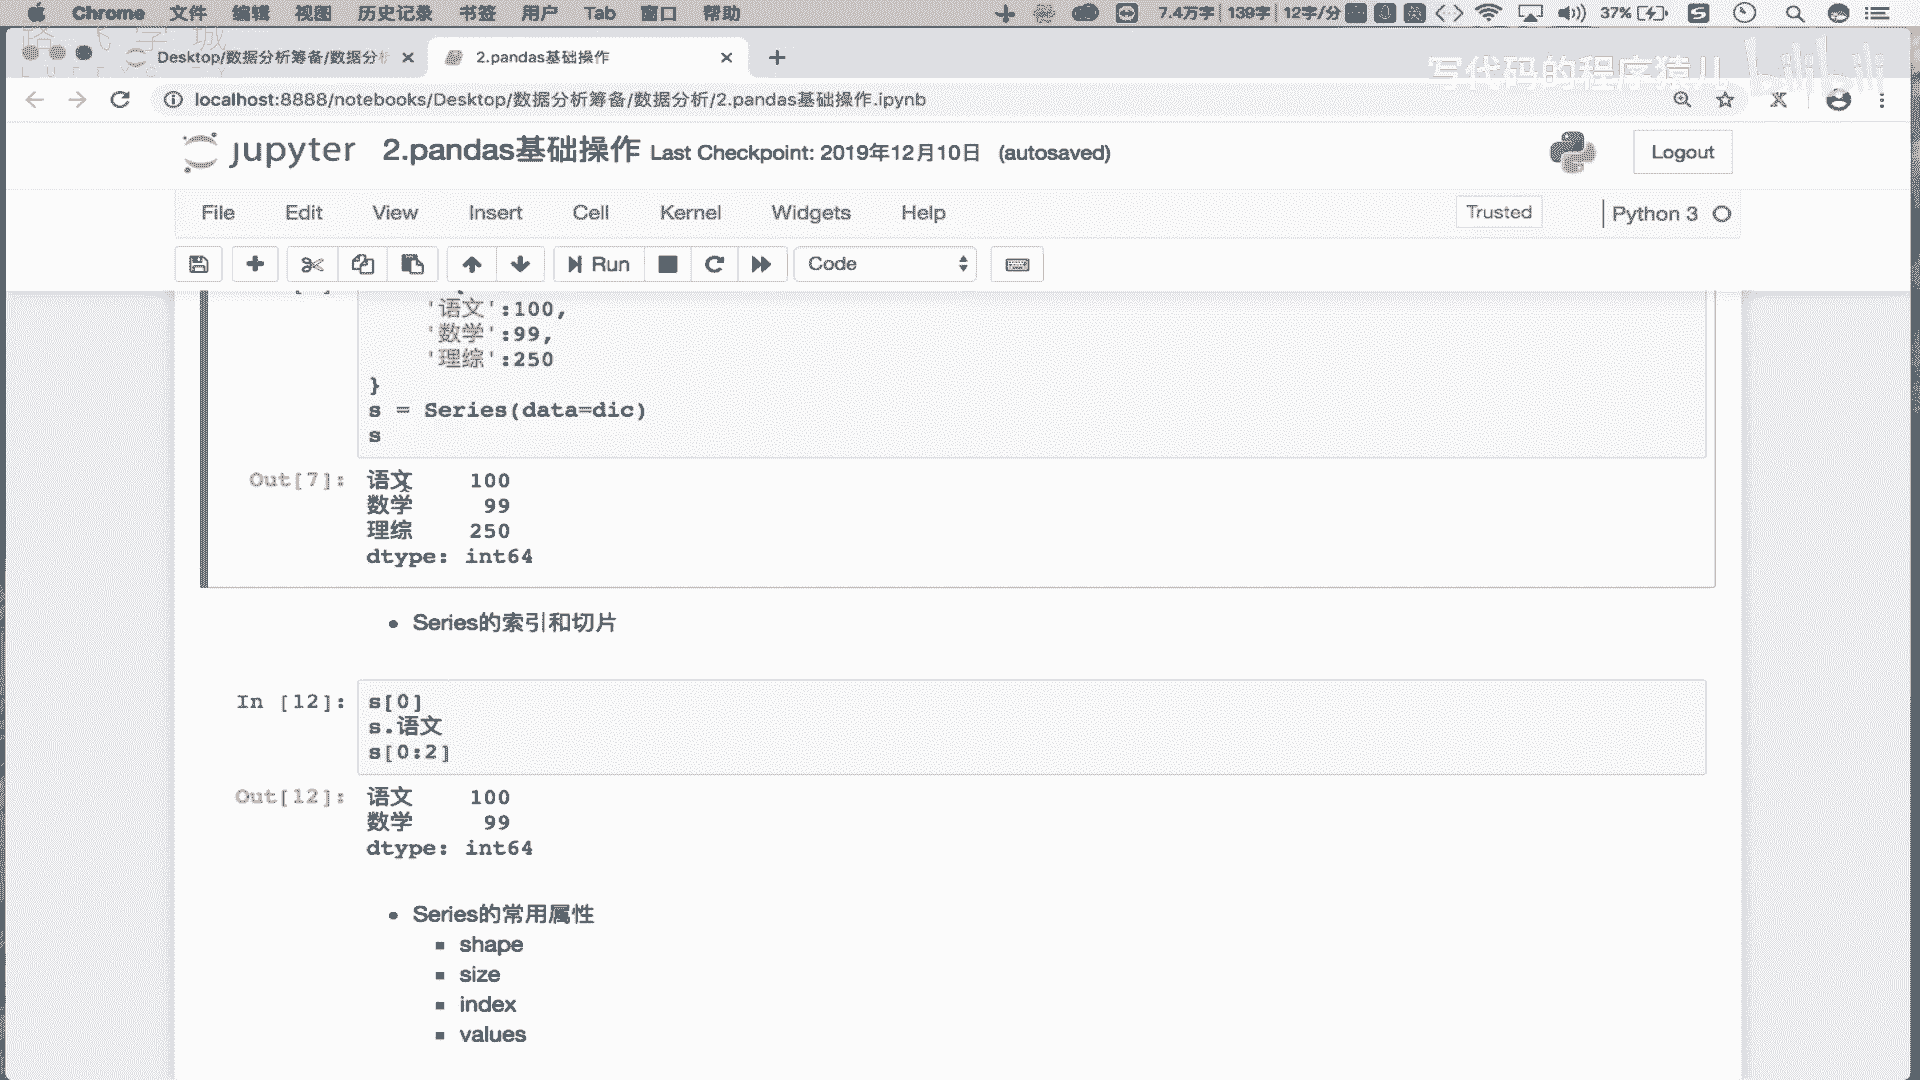 Chrome 文件 编辑 视图 历史记录 书签 用户 Tab 窗口 帮助 7.4万字 139字 12字/分 37%
Desktop/数据分析筹备/数据分析 2.pandas基础操作
写代码的程序猿儿 bilibili
localhost:8888/notebooks/Desktop/数据分析筹备/数据分析/2.pandas基础操作.ipynb
jupyter 2.pandas基础操作 Last Checkpoint: 2019年12月10日 (autosaved) Logout
File Edit View Insert Cell Kernel Widgets Help Trusted Python 3
Run Code
'语文':100,
'数学':99,
'理综':250
}
s = Series(data=dic)
s
Out[7]: 语文 100
数学 99
理综 250
dtype: int64
Series的索引和切片
In [12]: s[0]
s.语文
s[0:2]
Out[12]: 语文 100
数学 99
dtype: int64
Series的常用属性
shape
size
index
values